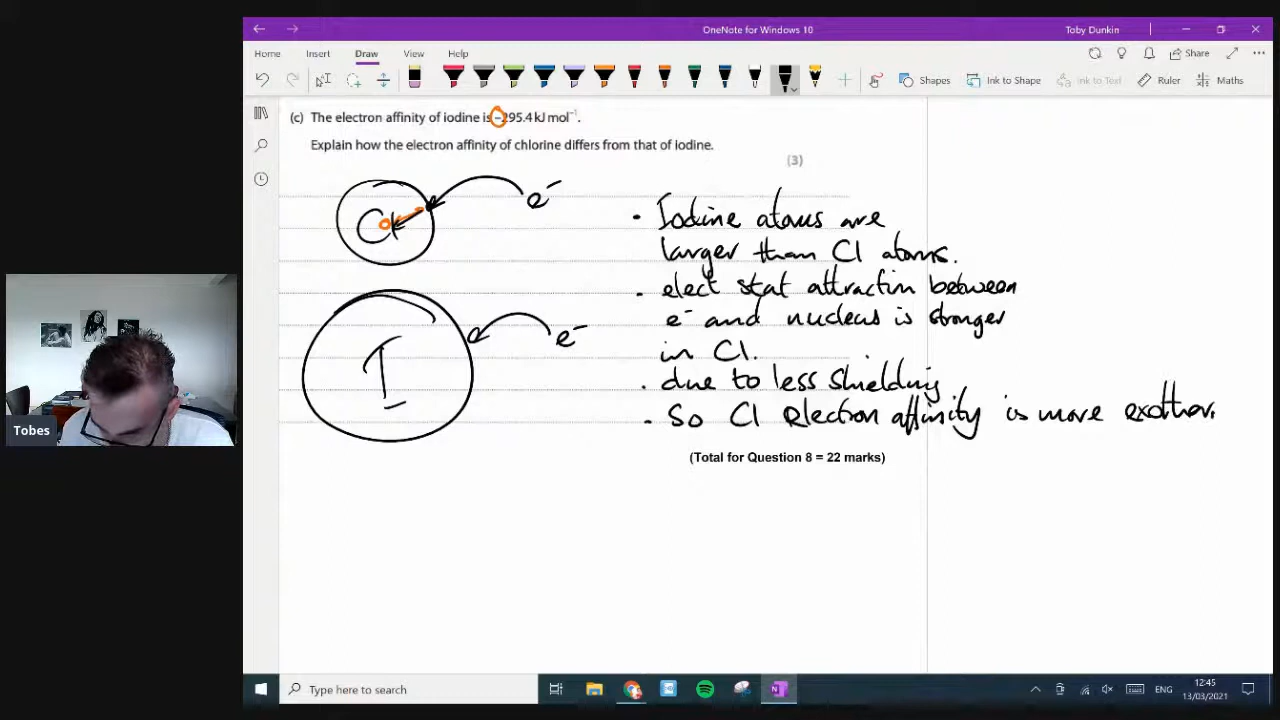 OneNote for Windows 10
Toby Dunkin
Home Insert Draw View Help
Share
Shapes Ink to Shape Ink to Text Ruler Maths
(c) The electron affinity of iodine is −295.4 kJ mol⁻¹.
Explain how the electron affinity of chlorine differs from that of iodine.
(3)
Cl
e⁻
I
e⁻
• Iodine atoms are
larger than Cl atoms.
• elect stat attraction between
e⁻ and nucleus is stronger
in Cl.
• due to less shielding
• So Cl Electron affinity is more exother.
(Total for Question 8 = 22 marks)
Tobes
Type here to search
ENG
12:45
13/03/2021